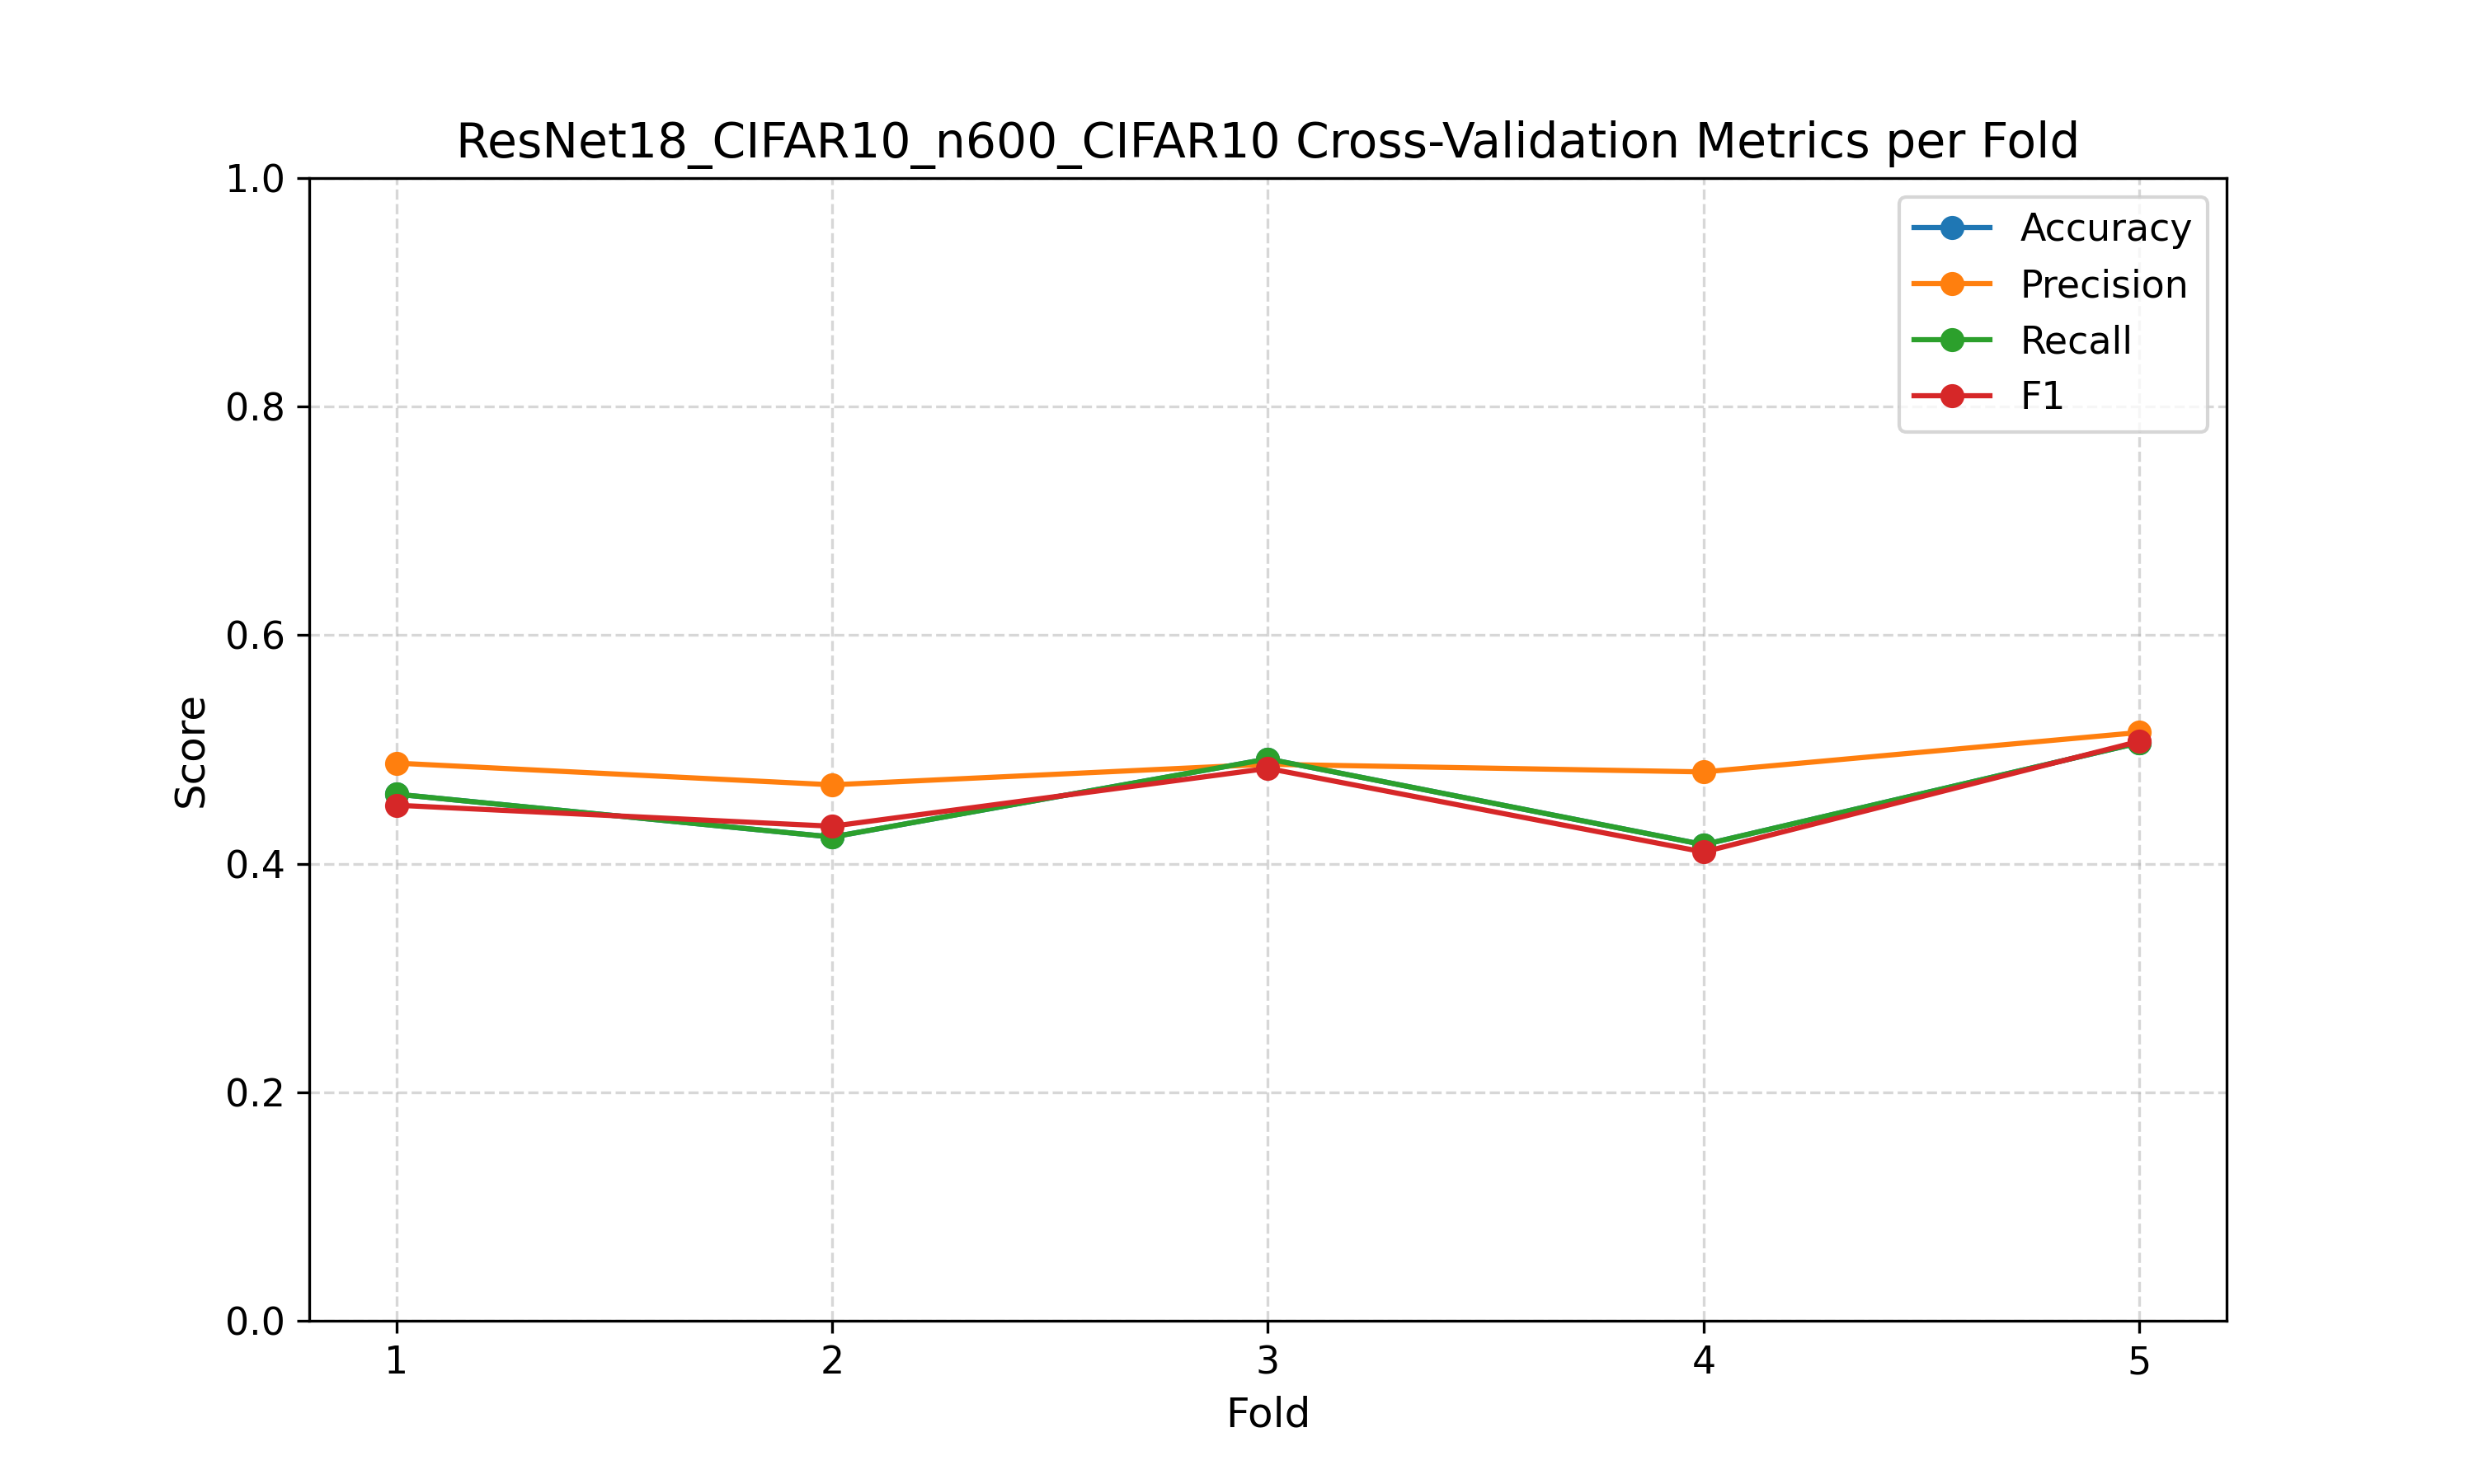 ResNet18_CIFAR10_n600_CIFAR10 Cross-Validation Metrics per Fold
1.0
0.8
0.6
0.4
0.2
0.0
Score
Accuracy
Precision
Recall
F1
1 2 3 4 5
Fold